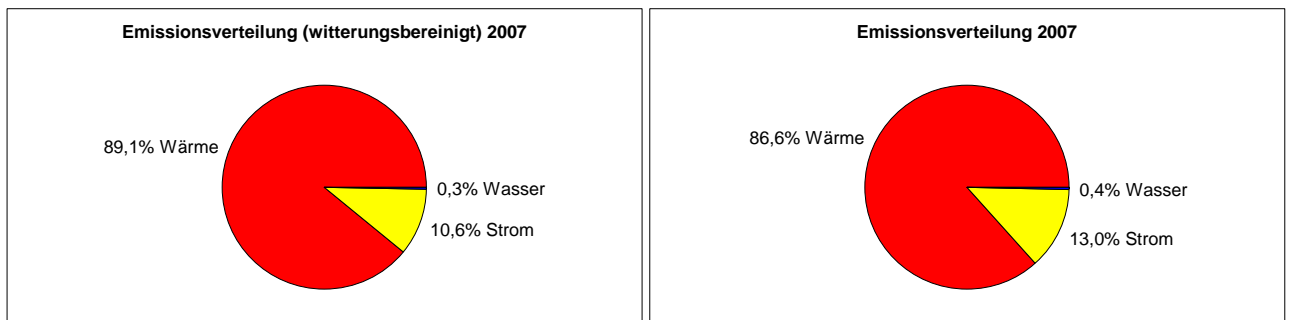 Emissionsverteilung (witterungsbereinigt) 2007
89,1% Wärme
0,3% Wasser
10,6% Strom
Emissionsverteilung 2007
86,6% Wärme
0,4% Wasser
13,0% Strom